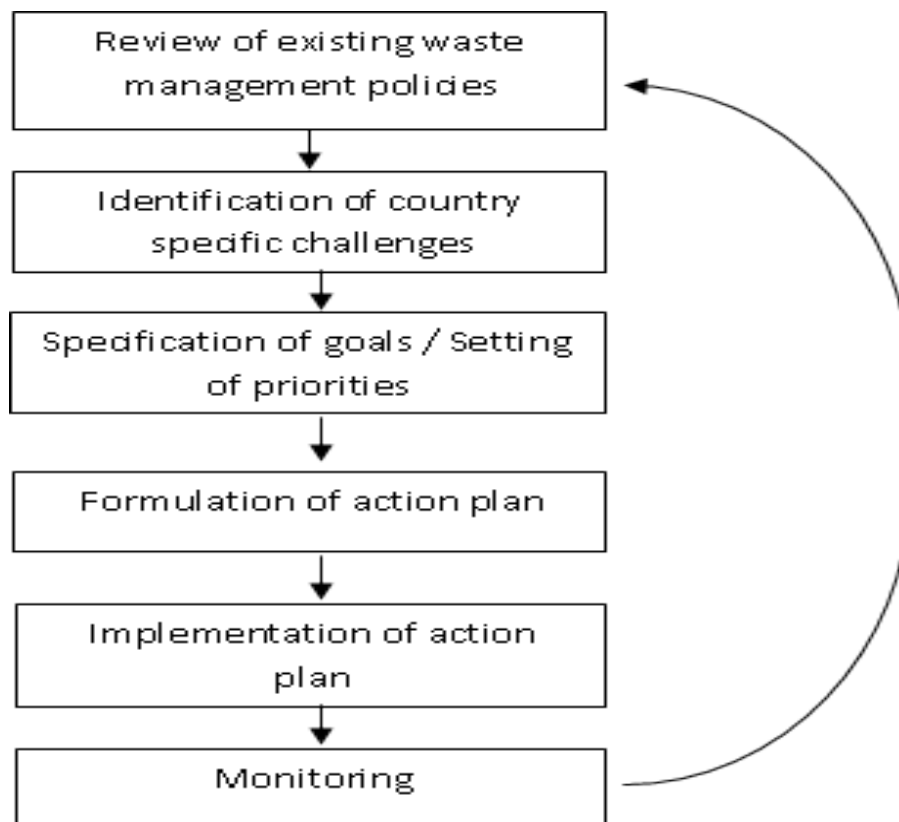 Review of existing waste
management policies
Identification of country
specific challenges
Specification of goals / Setting
of priorities
Formulation of action plan
Implementation of action
plan
Monitoring